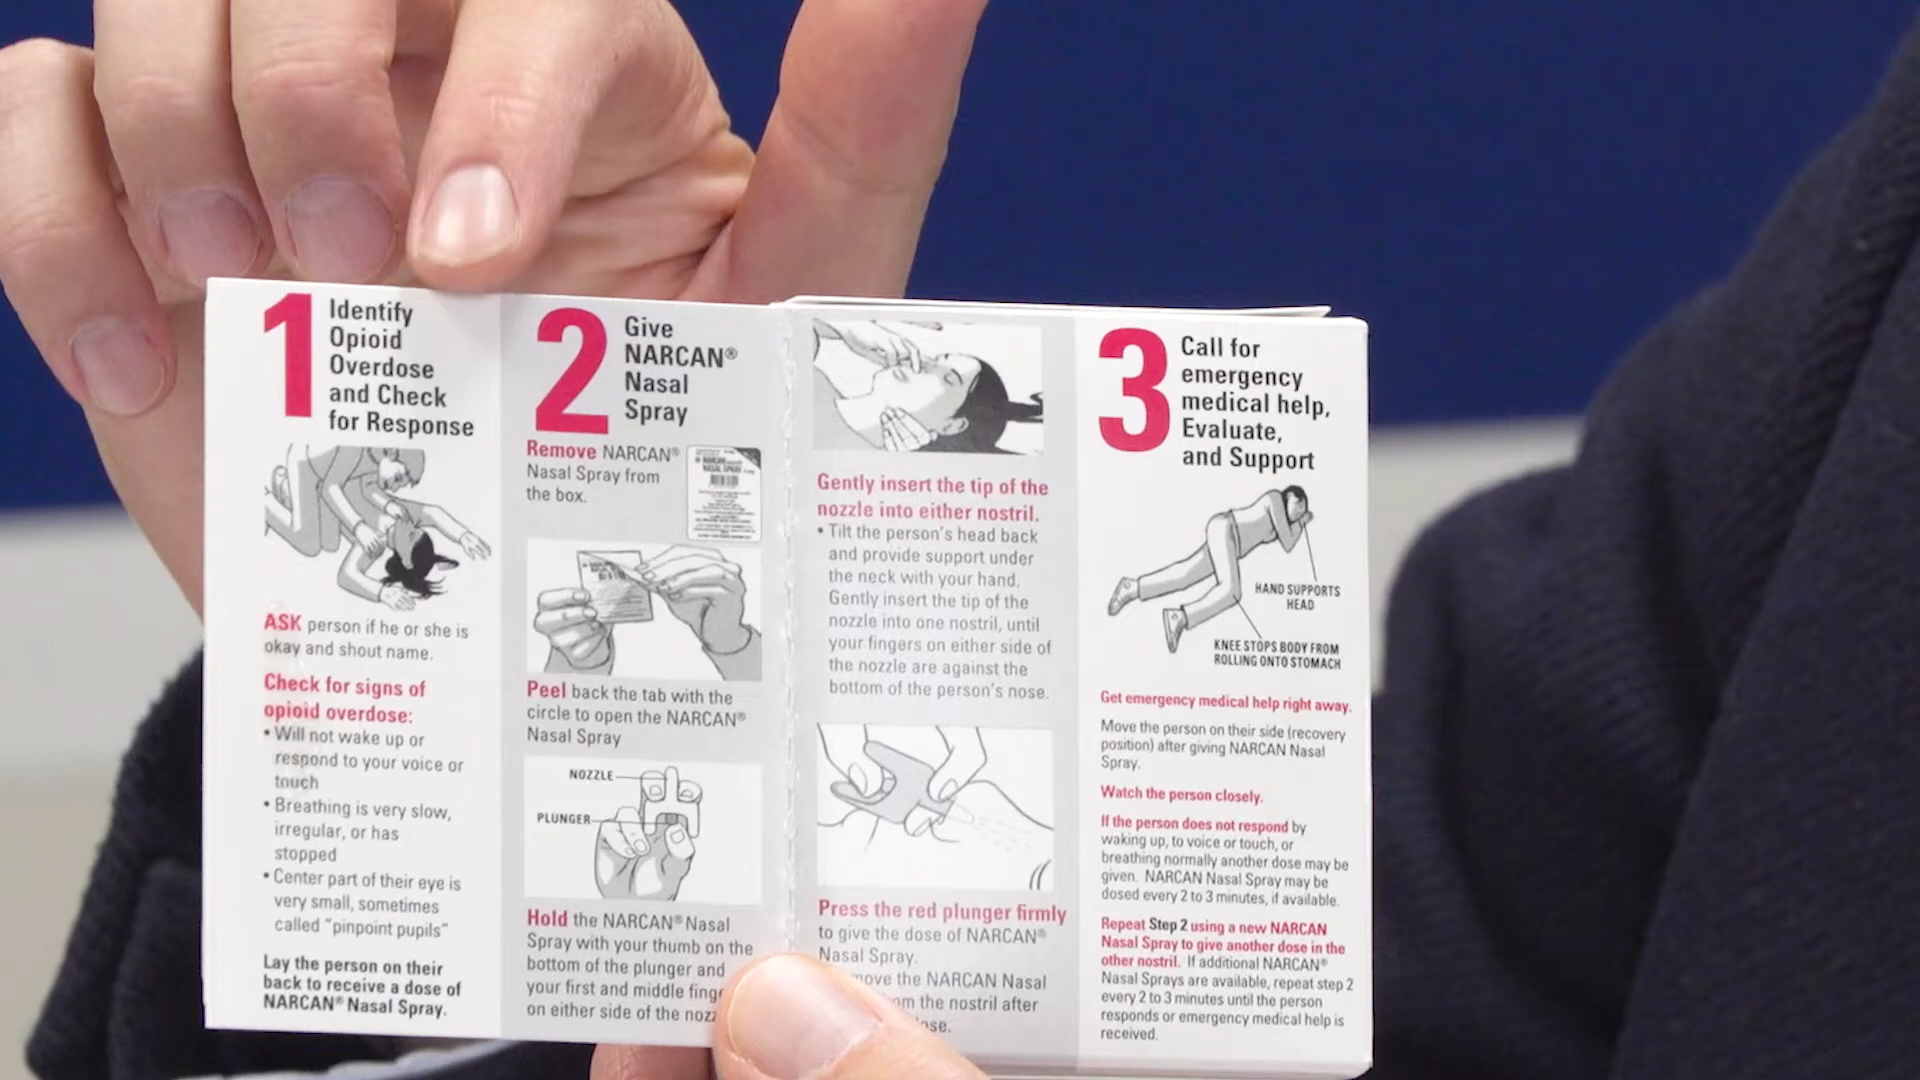 1
Identify
Opioid
Overdose
and Check
for Response
ASK person if he or she is
okay and shout name.
Check for signs of
opioid overdose:
• Will not wake up or
respond to your voice or
touch
• Breathing is very slow,
irregular, or has
stopped
• Center part of their eye is
very small, sometimes
called "pinpoint pupils"
Lay the person on their
back to receive a dose of
NARCAN® Nasal Spray.
2
Give
NARCAN®
Nasal
Spray
Remove NARCAN®
Nasal Spray from
the box.
NARCAN
NASAL SPRAY
Peel back the tab with the
circle to open the NARCAN®
Nasal Spray
NOZZLE
PLUNGER
Hold the NARCAN® Nasal
Spray with your thumb on the
bottom of the plunger and
your first and middle
on either side of the
Gently insert the tip of the
nozzle into either nostril.
• Tilt the person's head back
and provide support under
the neck with your hand.
Gently insert the tip of the
nozzle into one nostril, until
your fingers on either side of
the nozzle are against the
bottom of the person's nose.
Press the red plunger firmly
to give the dose of NARCAN®
Nasal Spray.
the NARCAN Nasal
the nostril after
3
Call for
emergency
medical help,
Evaluate,
and Support
HAND SUPPORTS
HEAD
KNEE STOPS BODY FROM
ROLLING ONTO STOMACH
Get emergency medical help right away.
Move the person on their side (recovery
position) after giving NARCAN Nasal
Spray.
Watch the person closely.
If the person does not respond by
waking up, to voice or touch, or
breathing normally another dose may be
given. NARCAN Nasal Spray may be
dosed every 2 to 3 minutes, if available.
Repeat Step 2 using a new NARCAN
Nasal Spray to give another dose in the
other nostril. If additional NARCAN®
Nasal Sprays are available, repeat step 2
every 2 to 3 minutes until the person
responds or emergency medical help is
received.